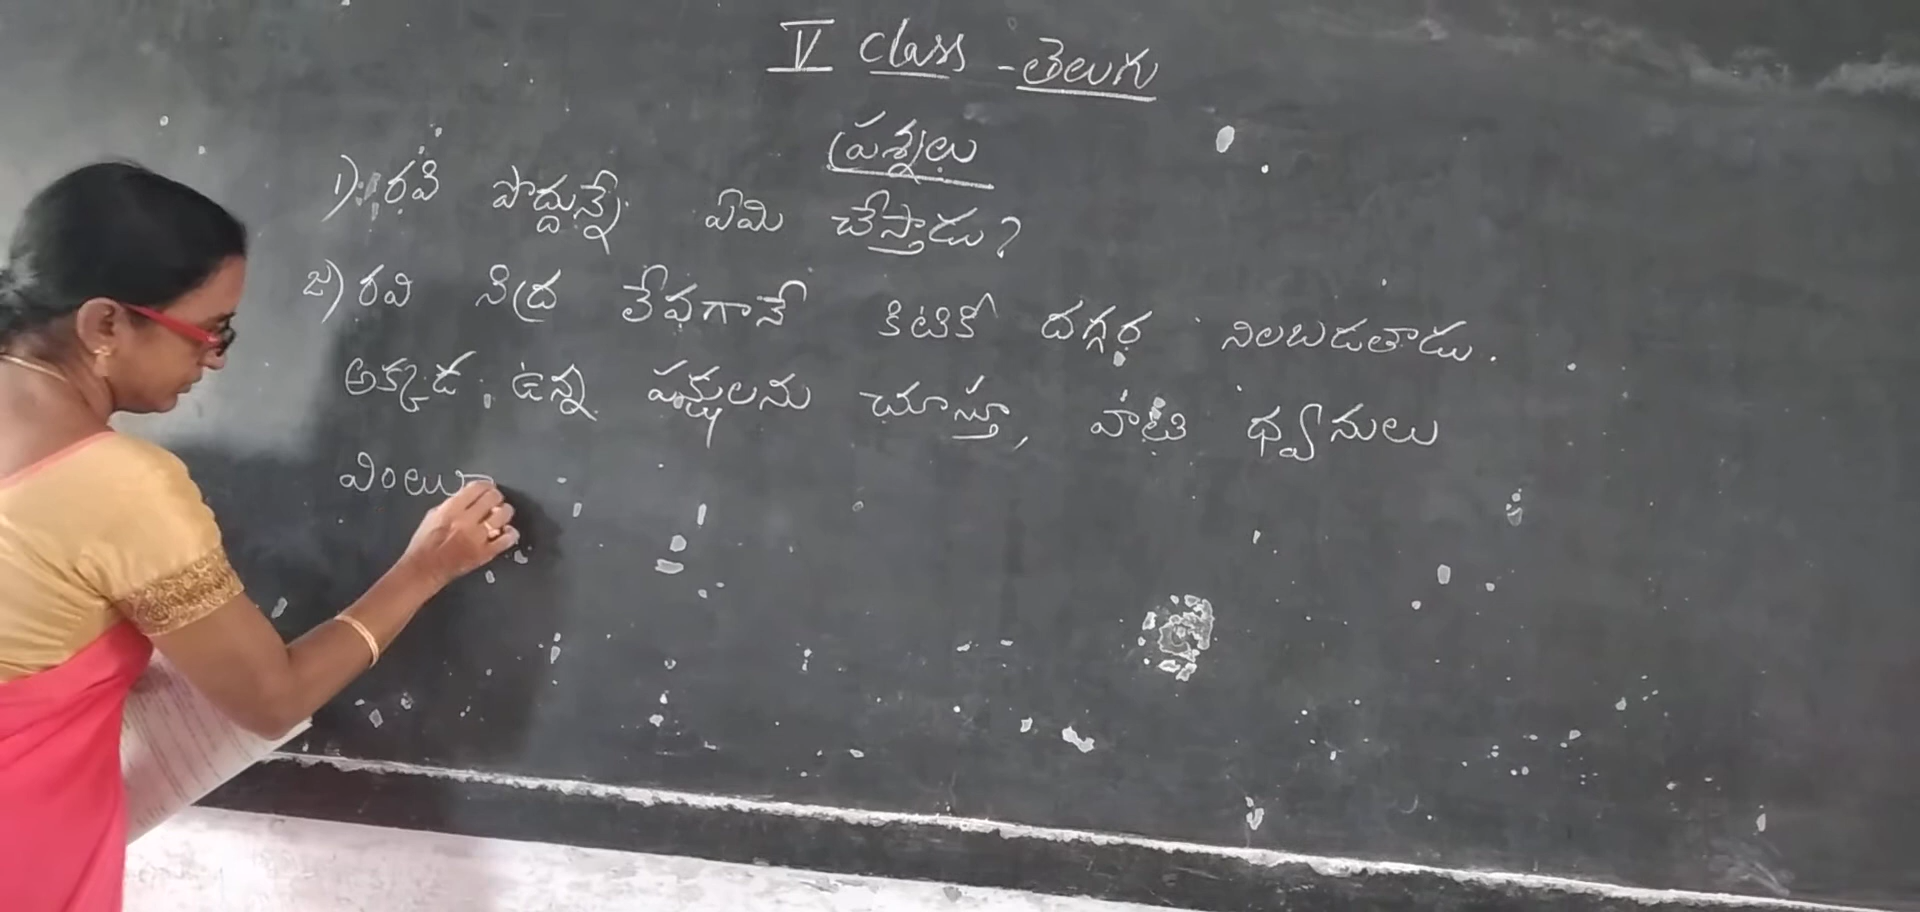 V class - తెలుగు
ప్రశ్నలు
1) రవి పొద్దున్నే ఏమి చేస్తాడు?
జ) రవి నిద్ర లేవగానే కిటికీ దగ్గర నిలబడతాడు.
అక్కడ ఉన్న పక్షులను చూస్తూ, వాటి ధ్వనులు
వింటూ